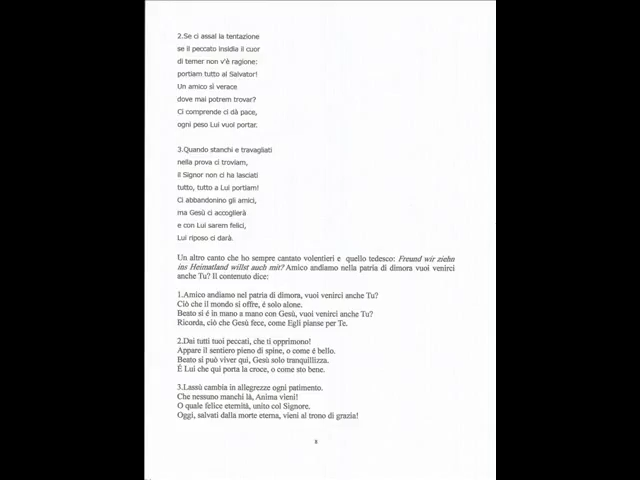 2.Se ci assal la tentazione
se il peccato insidia il cuor
di temer non v'è ragione:
portiam tutto al Salvator!
Un amico sì verace
dove mai potrem trovar?
Ci comprende ci dà pace,
ogni peso Lui vuol portar.
3.Quando stanchi e travagliati
nella prova ci troviam,
il Signor non ci ha lasciati
tutto, tutto a Lui portiam!
Ci abbandonino gli amici,
ma Gesù ci accoglierà
e con Lui sarem felici,
Lui riposo ci darà.
Un altro canto che ho sempre cantato volentieri e quello tedesco: Freund wir ziehn
ins Heimatland willst auch mit? Amico andiamo nella patria di dimora vuoi venirci
anche Tu? Il contenuto dice:
1.Amico andiamo nel patria di dimora, vuoi venirci anche Tu?
Ciò che il mondo si offre, é solo alone.
Beato si é in mano a mano con Gesù, vuoi venirci anche Tu?
Ricorda, ciò che Gesù fece, come Egli pianse per Te.
2.Dai tutti tuoi peccati, che ti opprimono!
Appare il sentiero pieno di spine, o come é bello.
Beato si può viver qui, Gesù solo tranquillizza.
É Lui che quì porta la croce, o come sto bene.
3.Lassù cambia in allegrezze ogni patimento.
Che nessuno manchi là, Anima vieni!
O quale felice eternità, unito col Signore.
Oggi, salvati dalla morte eterna, vieni al trono di grazia!
8